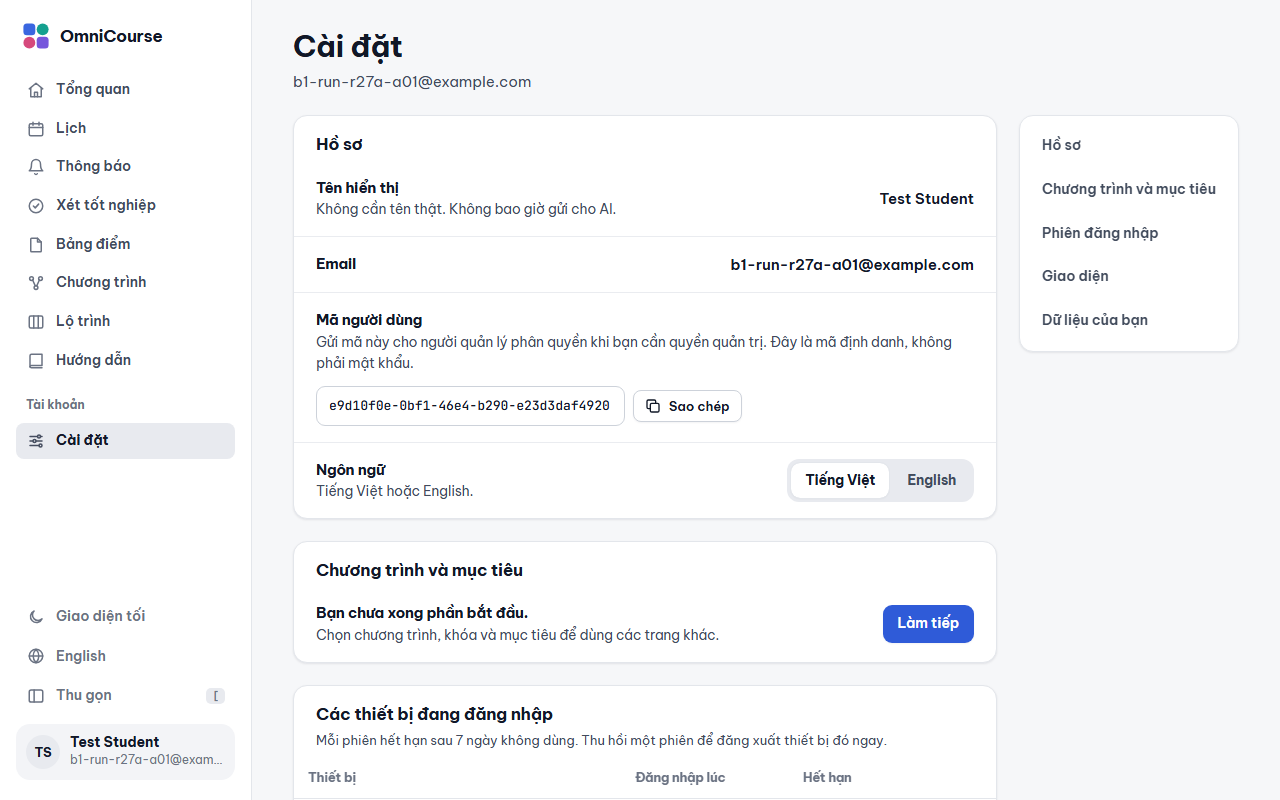 OmniCourse
Tổng quan
Lịch
Thông báo
Xét tốt nghiệp
Bảng điểm
Chương trình
Lộ trình
Hướng dẫn
Tài khoản
Cài đặt
Giao diện tối
English
Thu gọn
[
TS
Test Student
b1-run-r27a-a01@exam...
Cài đặt
b1-run-r27a-a01@example.com
Hồ sơ
Tên hiển thị
Không cần tên thật. Không bao giờ gửi cho AI.
Test Student
Email
b1-run-r27a-a01@example.com
Mã người dùng
Gửi mã này cho người quản lý phân quyền khi bạn cần quyền quản trị. Đây là mã định danh, không
phải mật khẩu.
e9d10f0e-0bf1-46e4-b290-e23d3daf4920
Sao chép
Ngôn ngữ
Tiếng Việt hoặc English.
Tiếng Việt
English
Chương trình và mục tiêu
Bạn chưa xong phần bắt đầu.
Chọn chương trình, khóa và mục tiêu để dùng các trang khác.
Làm tiếp
Các thiết bị đang đăng nhập
Mỗi phiên hết hạn sau 7 ngày không dùng. Thu hồi một phiên để đăng xuất thiết bị đó ngay.
Thiết bị
Đăng nhập lúc
Hết hạn
Hồ sơ
Chương trình và mục tiêu
Phiên đăng nhập
Giao diện
Dữ liệu của bạn